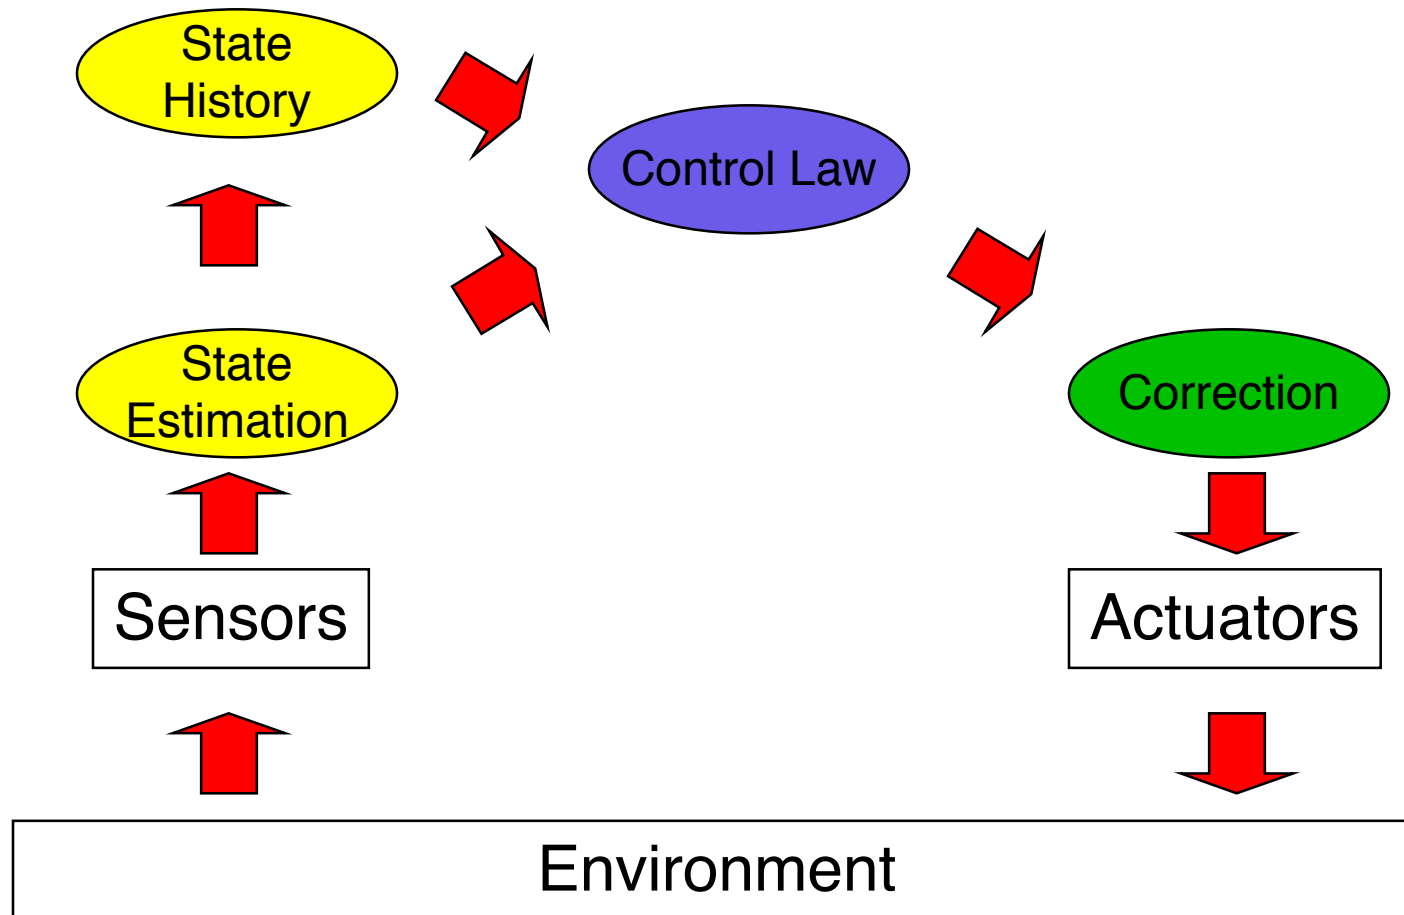 State
History
Control Law
State
Estimation
Correction
Sensors
Actuators
Environment